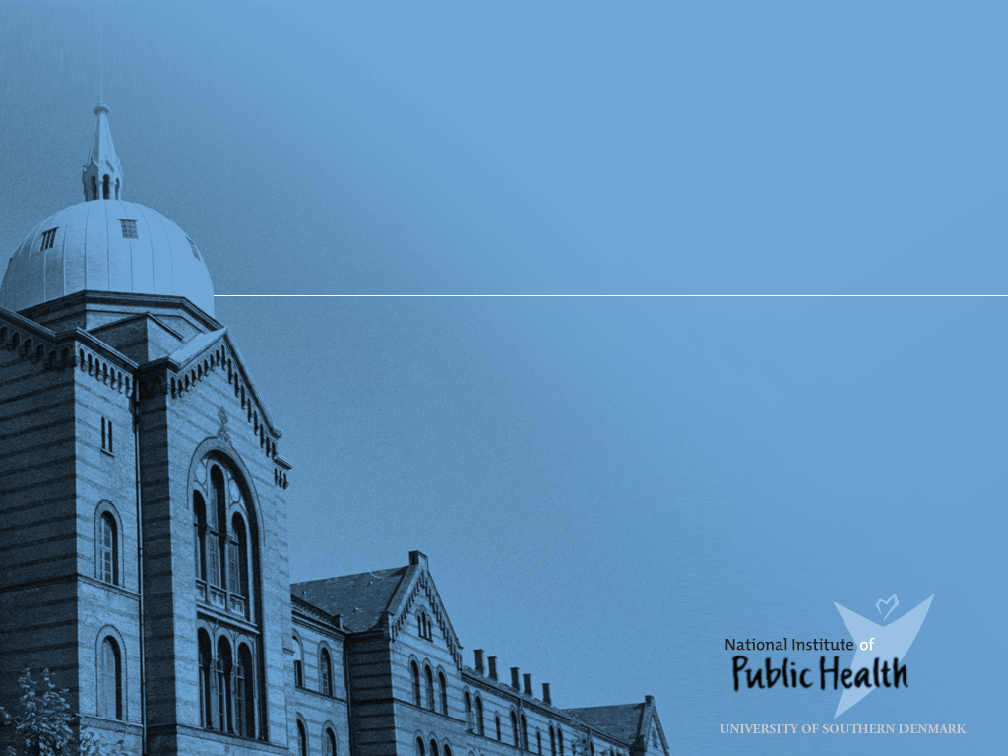 National Institute of
Public Health
UNIVERSITY OF SOUTHERN DENMARK